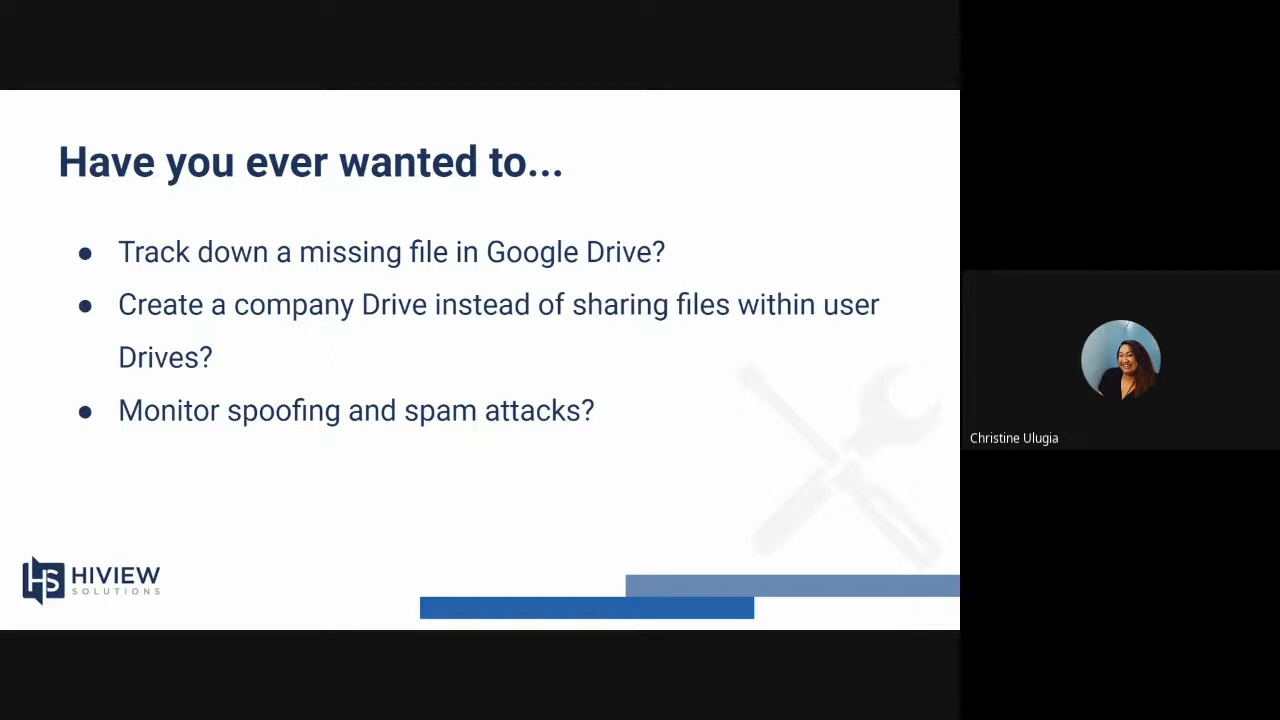 Have you ever wanted to...
● Track down a missing file in Google Drive?
● Create a company Drive instead of sharing files within user
Drives?
● Monitor spoofing and spam attacks?
HS HIVIEW
SOLUTIONS
Christine Ulugia